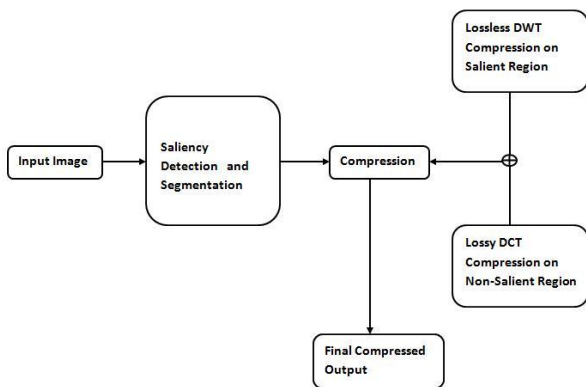 Input Image
Saliency
Detection and
Segmentation
Compression
Lossless DWT
Compression on
Salient Region
Lossy DCT
Compression on
Non-Salient Region
Final Compressed
Output